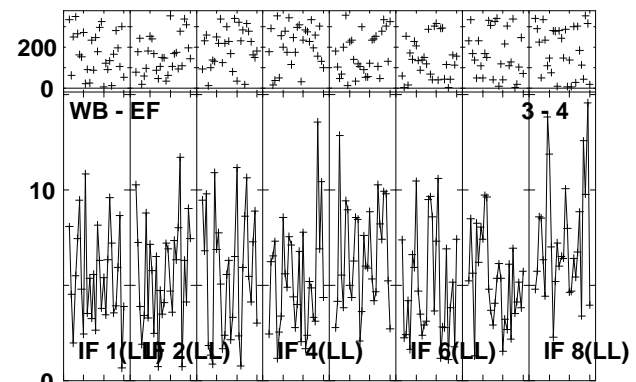 200
0
WB - EF 3 - 4
10
IF 1(LL) IF 2(LL) IF 4(LL) IF 6(LL) IF 8(LL)
0